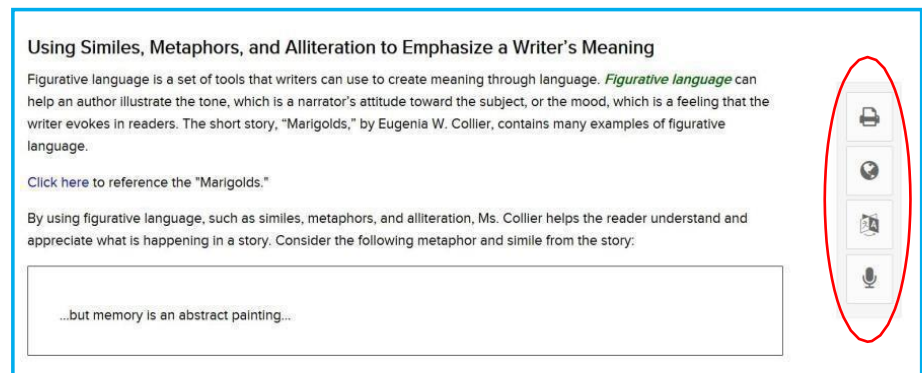 Using Similes, Metaphors, and Alliteration to Emphasize a Writer's Meaning
Figurative language is a set of tools that writers can use to create meaning through language. Figurative language can
help an author illustrate the tone, which is a narrator's attitude toward the subject, or the mood, which is a feeling that the
writer evokes in readers. The short story, “Marigolds,” by Eugenia W. Collier, contains many examples of figurative
language.
Click here to reference the "Marigolds."
By using figurative language, such as similes, metaphors, and alliteration, Ms. Collier helps the reader understand and
appreciate what is happening in a story. Consider the following metaphor and simile from the story:
...but memory is an abstract painting...